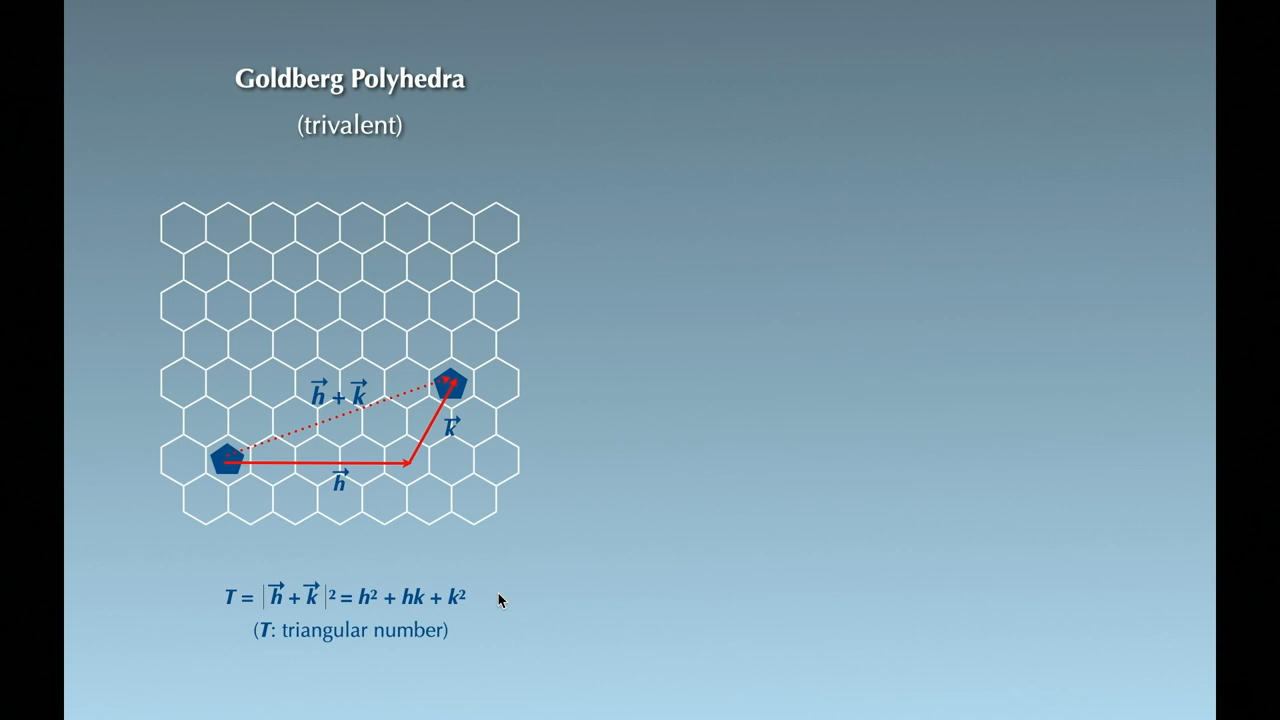 Goldberg Polyhedra
(trivalent)
h⃗ + k⃗
k⃗
h⃗
T = |h⃗ + k⃗|² = h² + hk + k²
(T: triangular number)